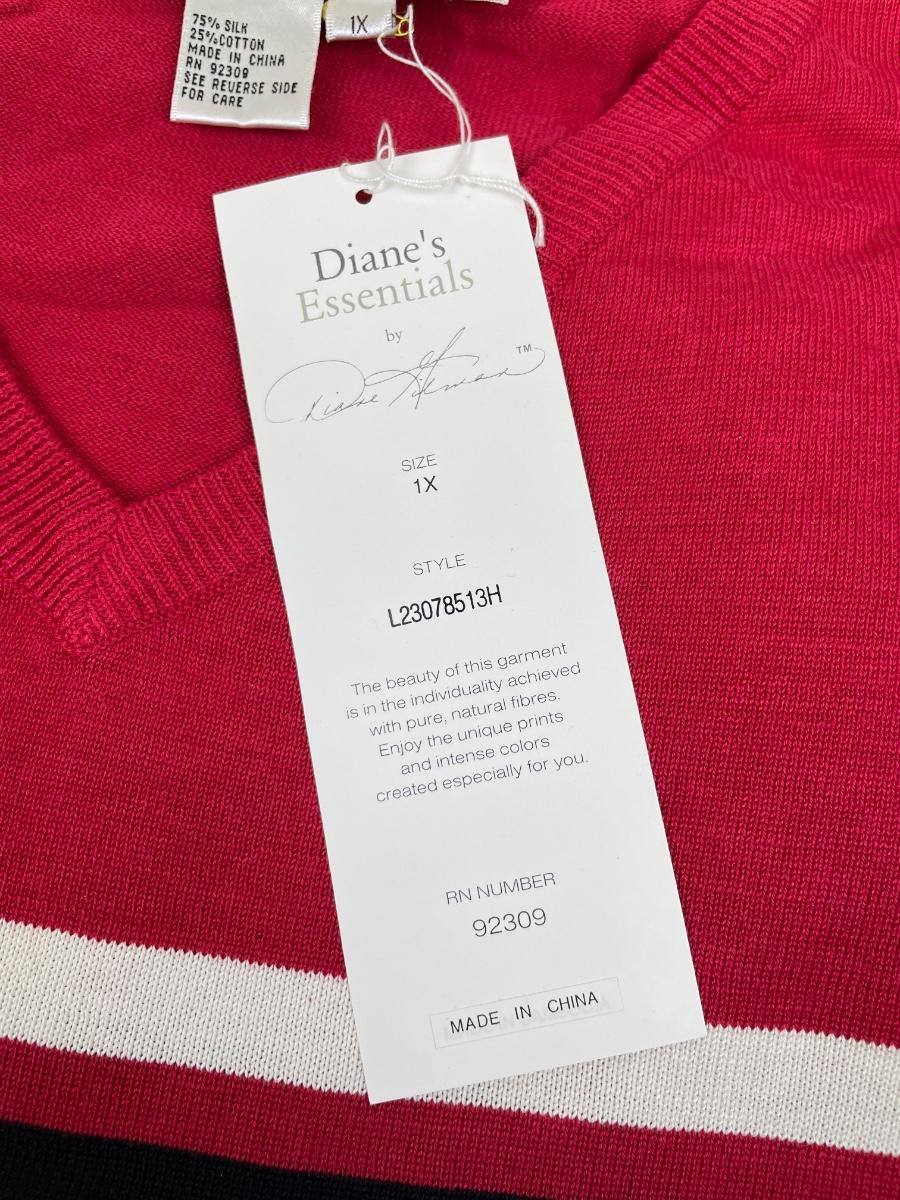 75% SILK
25%COTTON
MADE IN CHINA
RN 92309
SEE REVERSE SIDE
FOR CARE
1X
Diane's
Essentials
by
Diane Gilman™
SIZE
1X
STYLE
L23078513H
The beauty of this garment
is in the individuality achieved
with pure, natural fibres.
Enjoy the unique prints
and intense colors
created especially for you.
RN NUMBER
92309
MADE IN CHINA